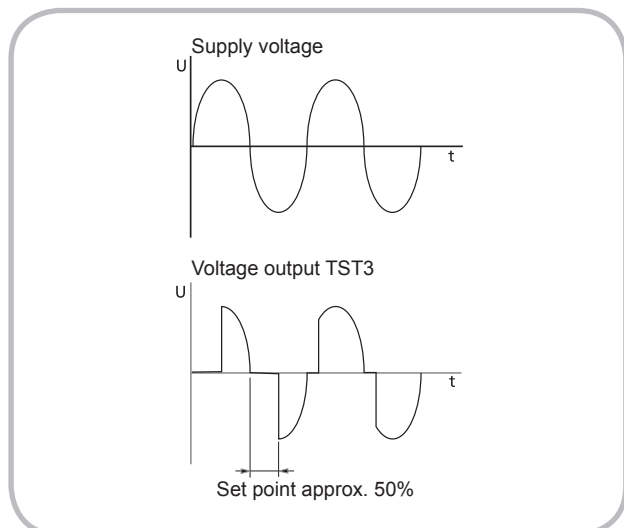 Supply voltage
U
t
Voltage output TST3
U
t
Set point approx. 50%